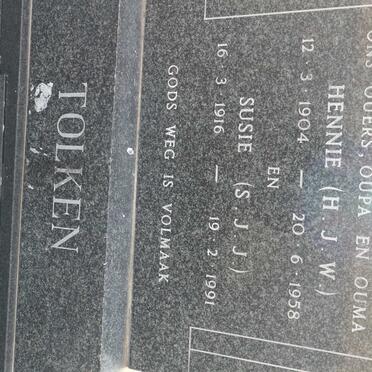 ONS OUERS, OUPA EN OUMA
HENNIE (H. J. W.)
12 · 3 · 1904 — 20 · 6 · 1958
EN
SUSIE (S. J. J.)
16 · 3 · 1916 — 19 · 2 · 1991
GODS WEG IS VOLMAAK
TOLKEN